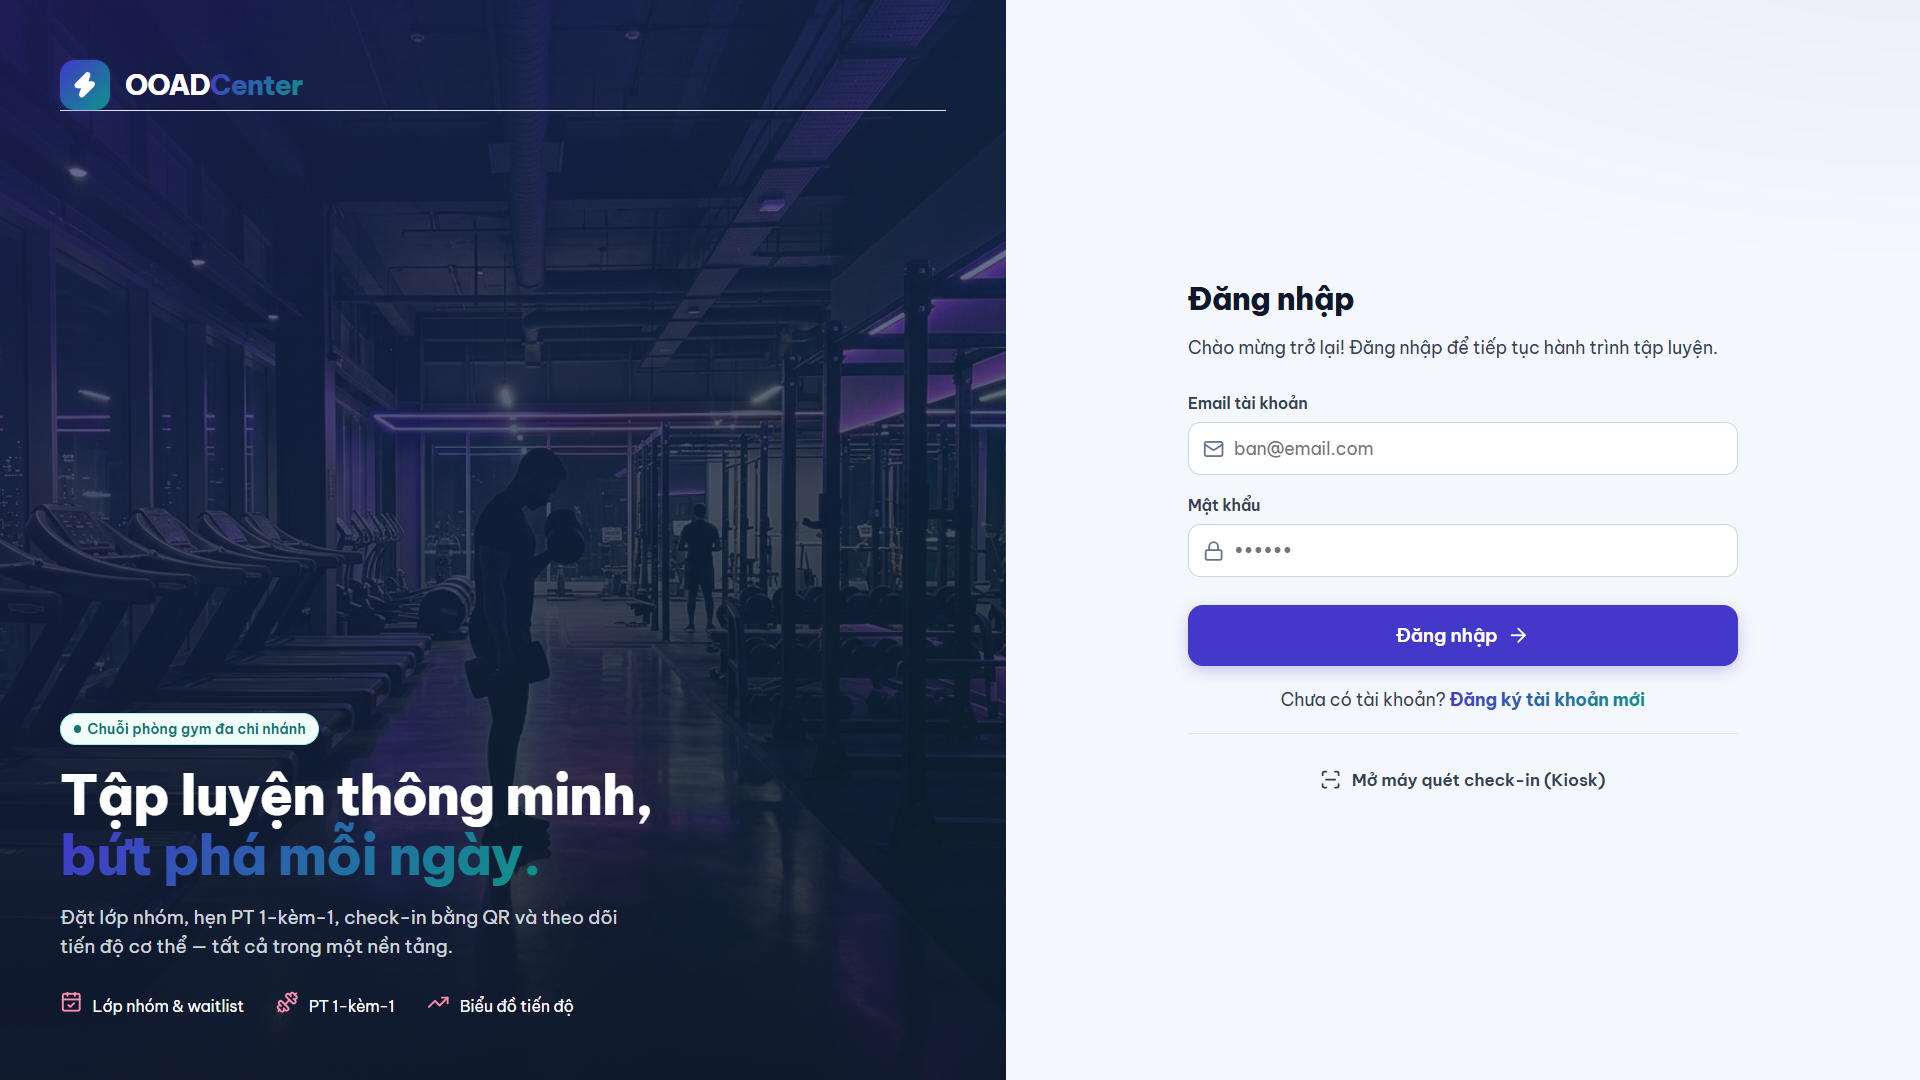 OOADCenter
Chuỗi phòng gym đa chi nhánh
Tập luyện thông minh,
bứt phá mỗi ngày.
Đặt lớp nhóm, hẹn PT 1-kèm-1, check-in bằng QR và theo dõi
tiến độ cơ thể — tất cả trong một nền tảng.
Lớp nhóm & waitlist
PT 1-kèm-1
Biểu đồ tiến độ
Đăng nhập
Chào mừng trở lại! Đăng nhập để tiếp tục hành trình tập luyện.
Email tài khoản
ban@email.com
Mật khẩu
••••••
Đăng nhập
Chưa có tài khoản? Đăng ký tài khoản mới
Mở máy quét check-in (Kiosk)